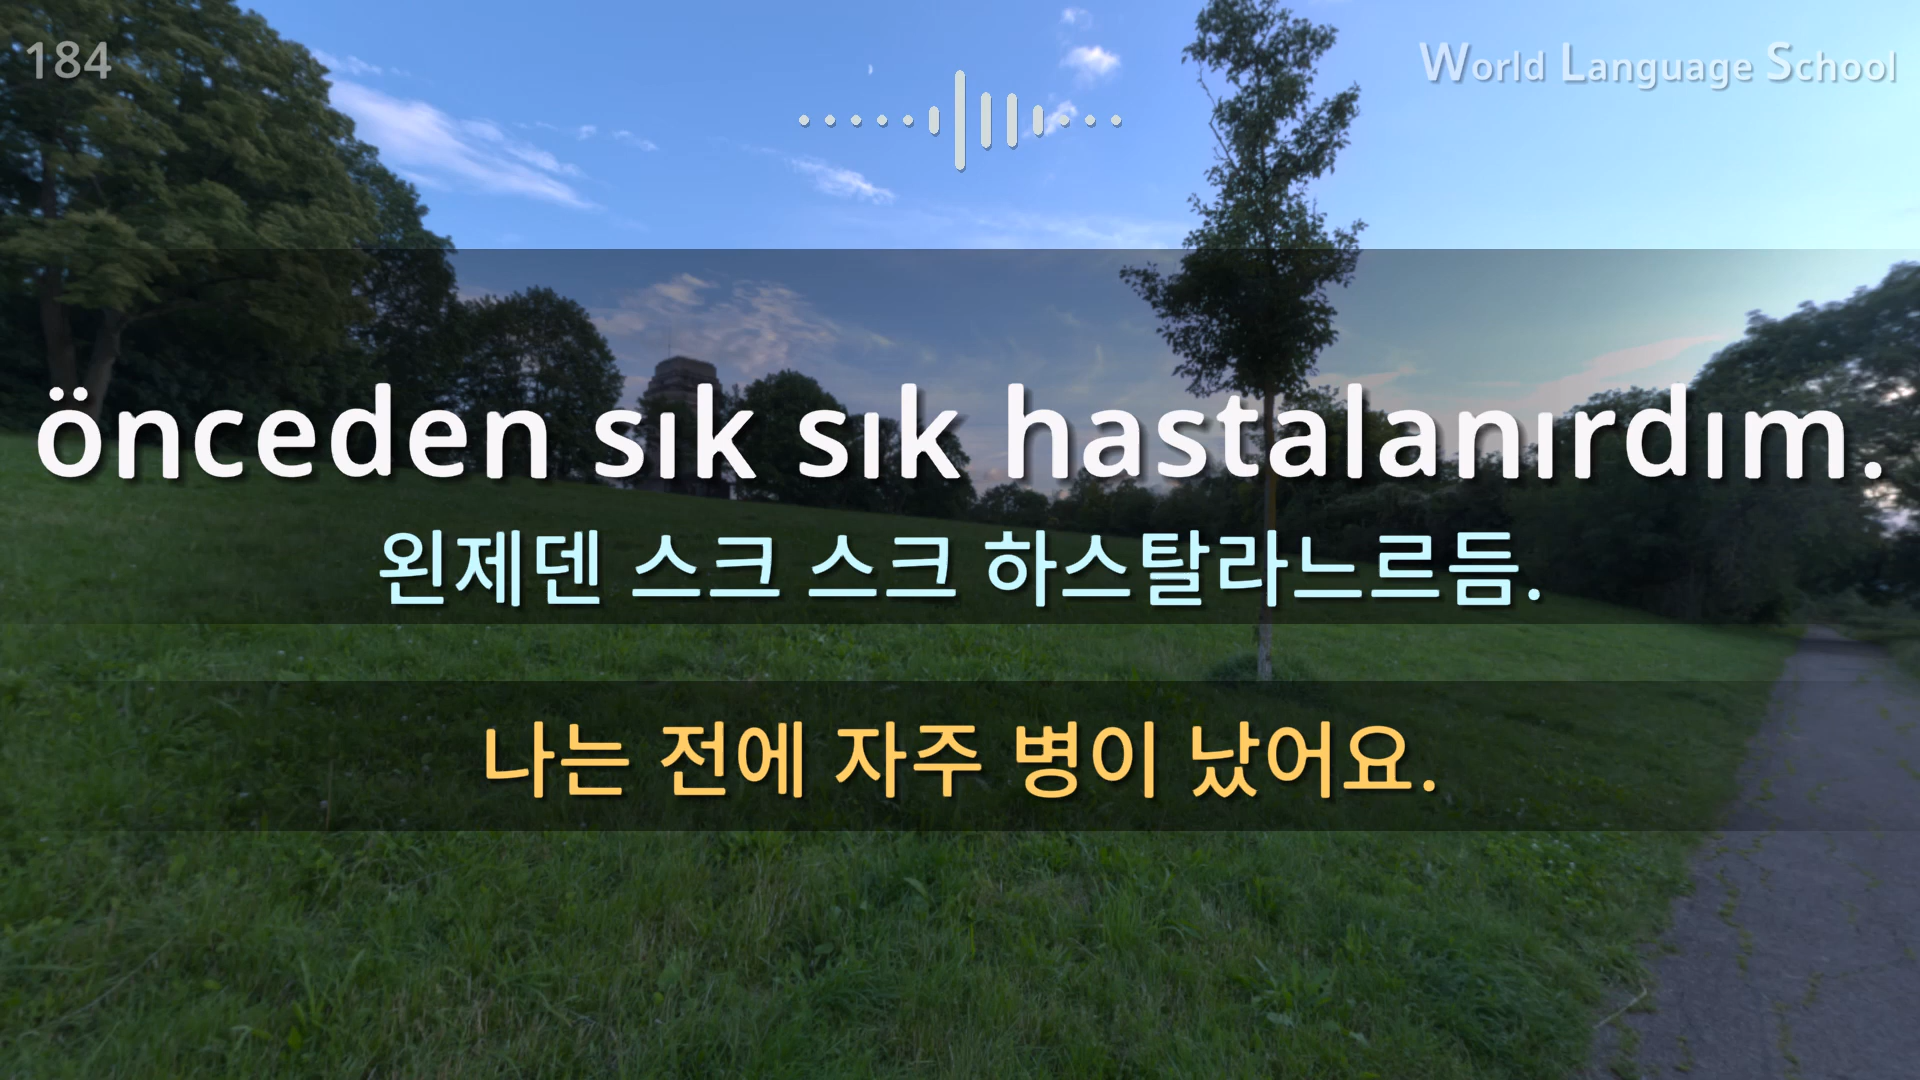 184
World Language School
önceden sık sık hastalanırdım.
왼제덴 스크 스크 하스탈라느르듬.
나는 전에 자주 병이 났어요.